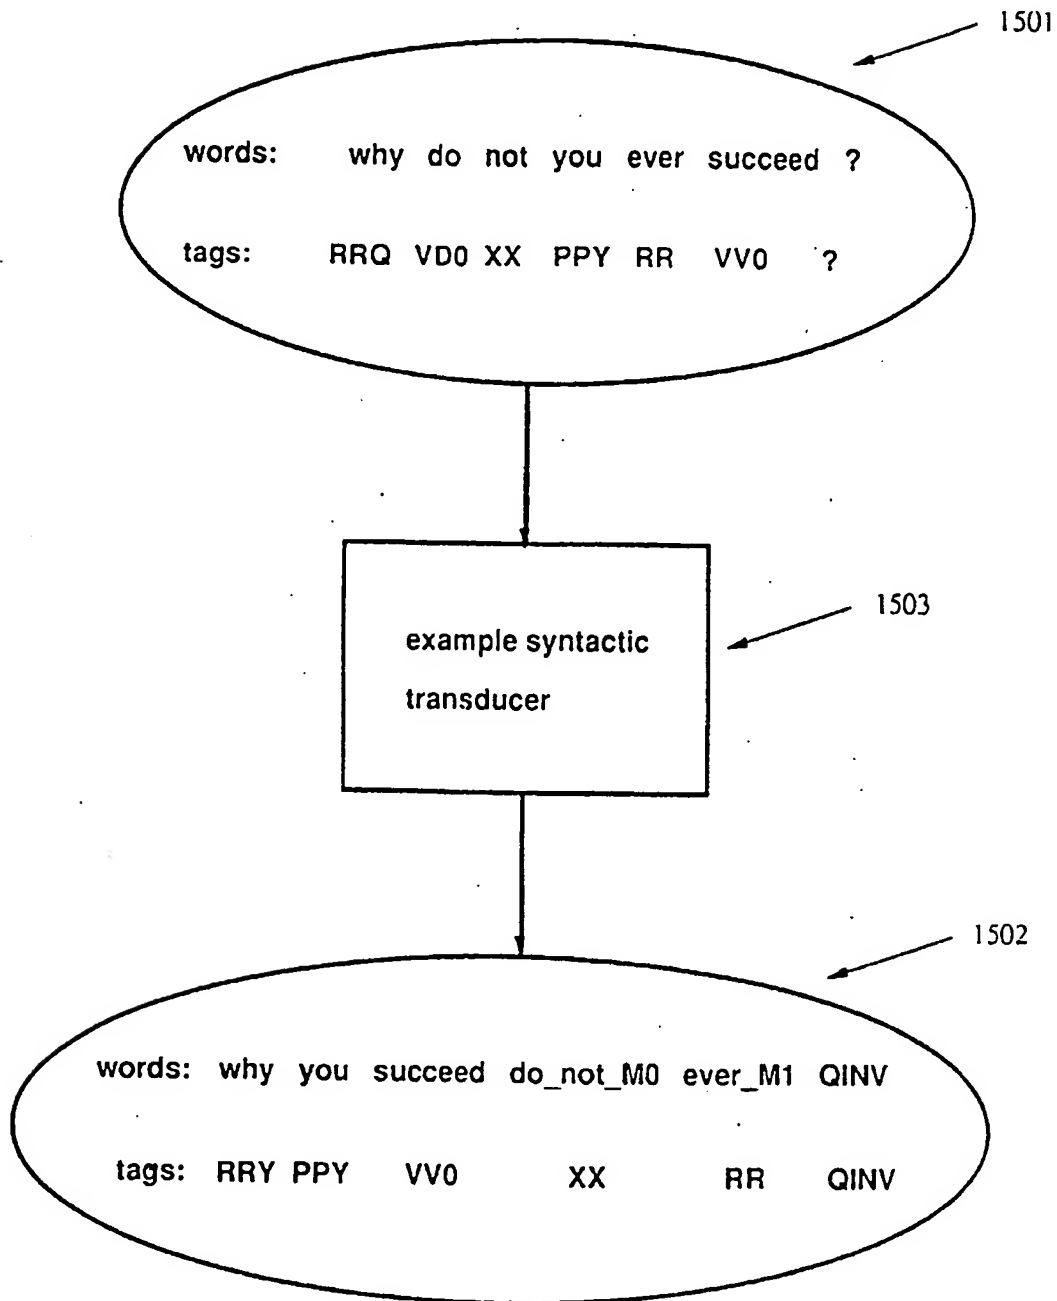 1501
words: why do not you ever succeed ?
tags: RRQ VD0 XX PPY RR VV0 ?
1503
example syntactic
transducer
1502
words: why you succeed do_not_M0 ever_M1 QINV
tags: RRY PPY VV0 XX RR QINV